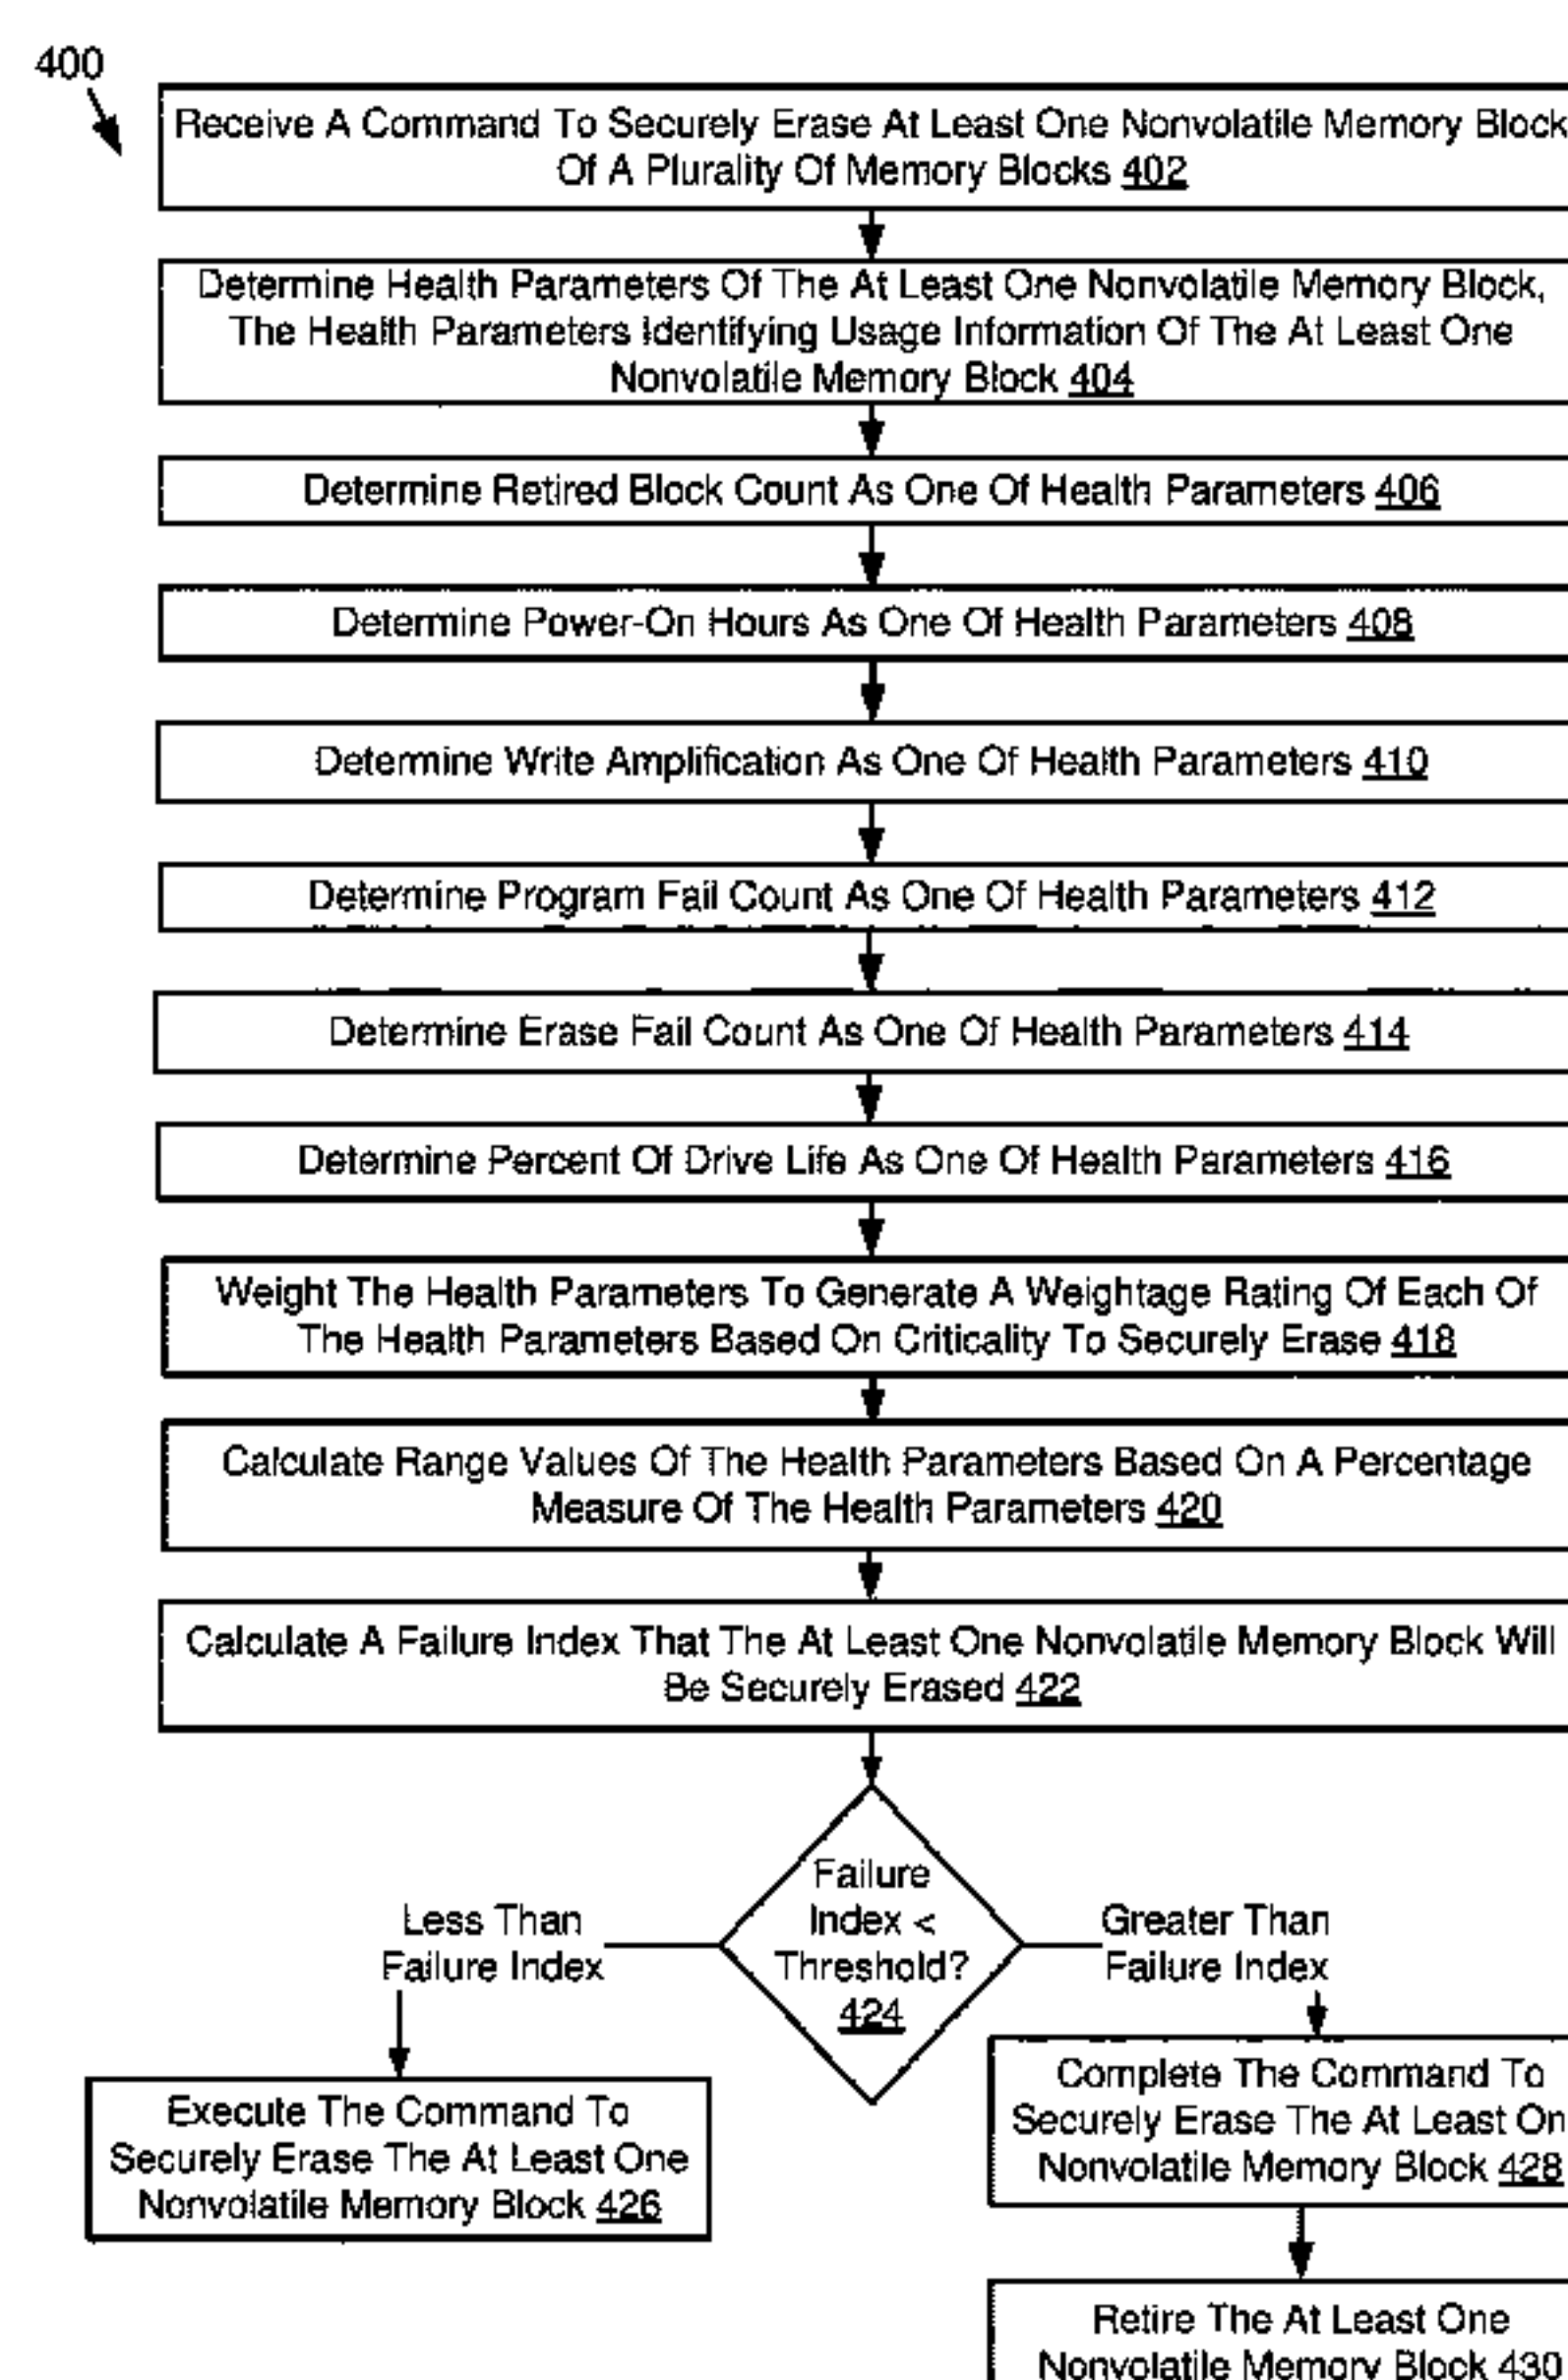 400
Receive A Command To Securely Erase At Least One Nonvolatile Memory Block
Of A Plurality Of Memory Blocks 402
Determine Health Parameters Of The At Least One Nonvolatile Memory Block,
The Health Parameters Identifying Usage Information Of The At Least One
Nonvolatile Memory Block 404
Determine Retired Block Count As One Of Health Parameters 406
Determine Power-On Hours As One Of Health Parameters 408
Determine Write Amplification As One Of Health Parameters 410
Determine Program Fail Count As One Of Health Parameters 412
Determine Erase Fail Count As One Of Health Parameters 414
Determine Percent Of Drive Life As One Of Health Parameters 416
Weight The Health Parameters To Generate A Weightage Rating Of Each Of
The Health Parameters Based On Criticality To Securely Erase 418
Calculate Range Values Of The Health Parameters Based On A Percentage
Measure Of The Health Parameters 420
Calculate A Failure Index That The At Least One Nonvolatile Memory Block Will
Be Securely Erased 422
Failure
Index <
Threshold?
424
Less Than
Failure Index
Greater Than
Failure Index
Execute The Command To
Securely Erase The At Least One
Nonvolatile Memory Block 426
Complete The Command To
Securely Erase The At Least On
Nonvolatile Memory Block 428
Retire The At Least One
Nonvolatile Memory Block 430